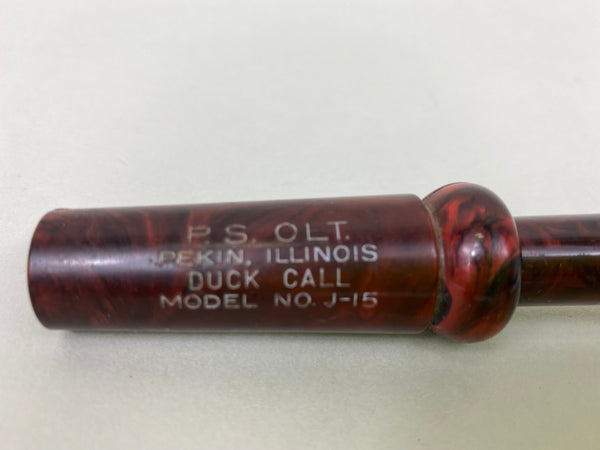 P.S. OLT.
PEKIN, ILLINOIS
DUCK CALL
MODEL NO. J-15